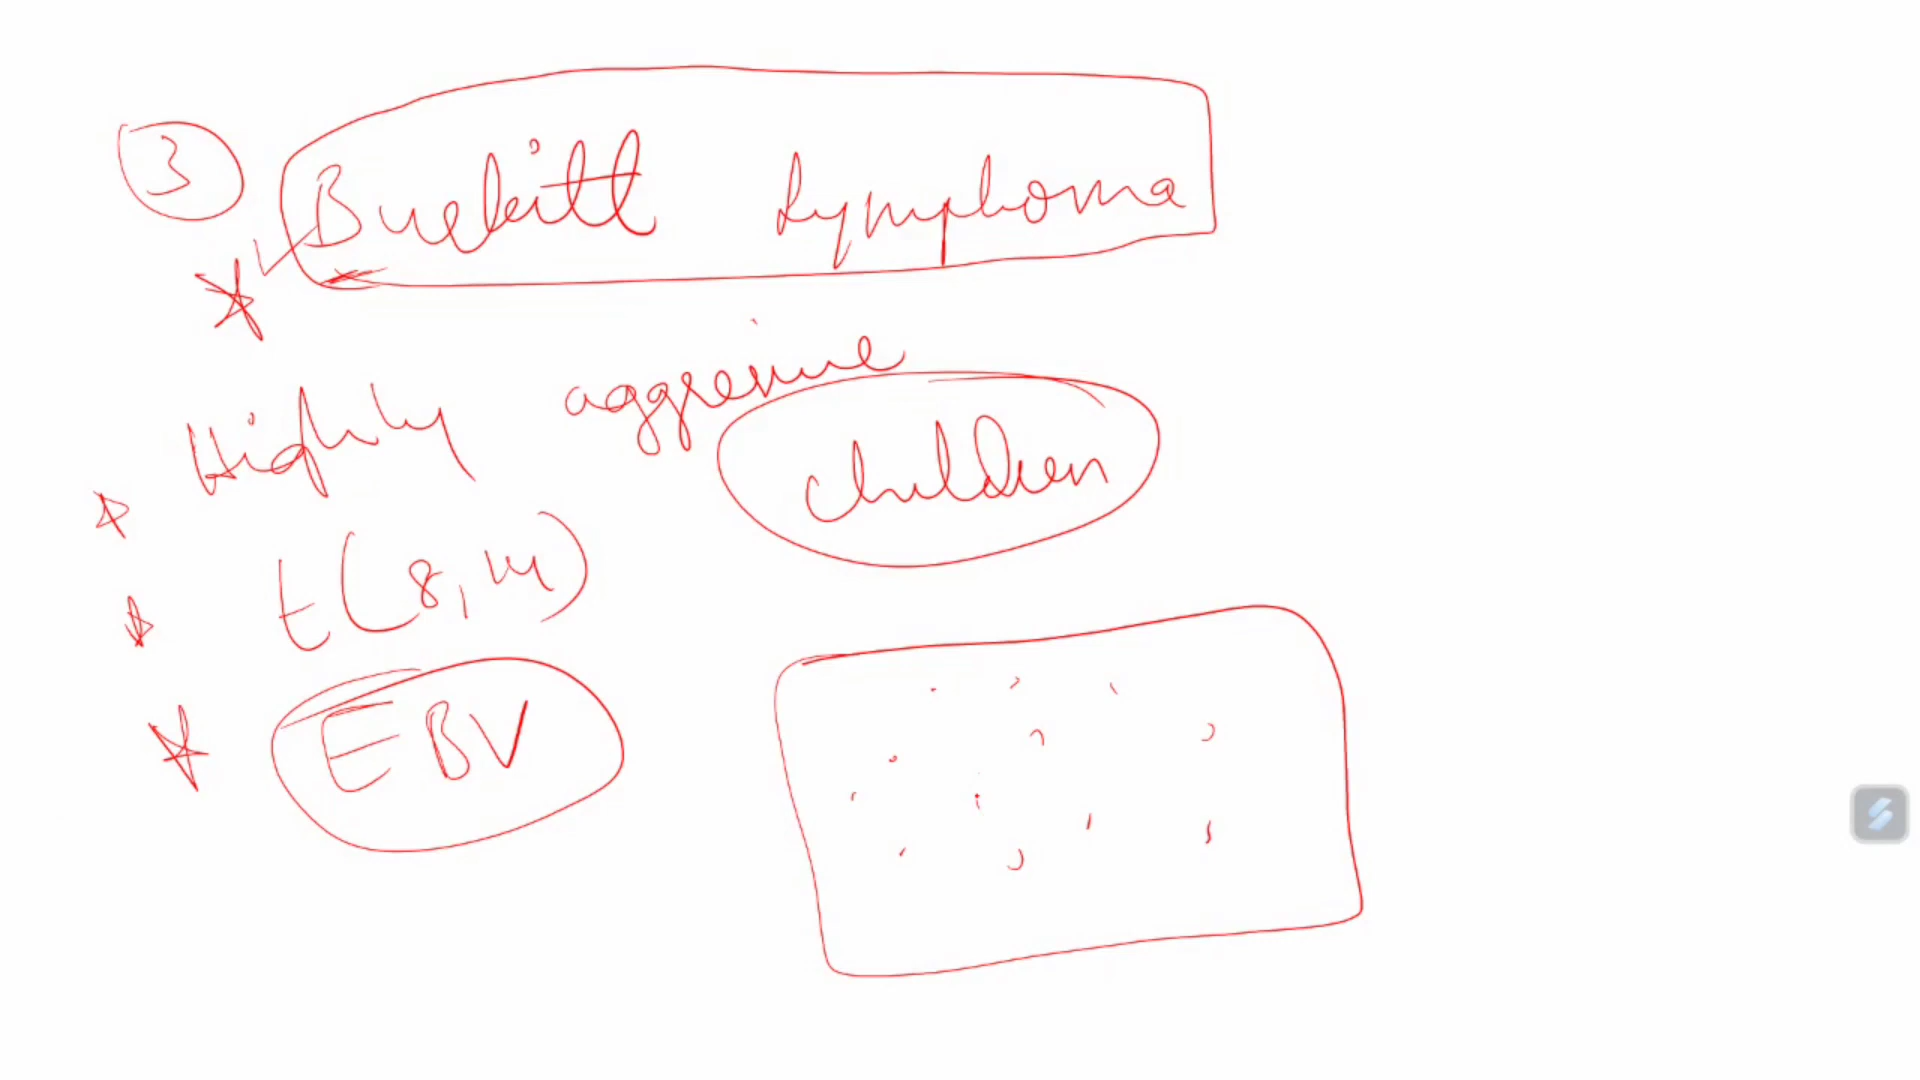 3 Burkitt Lymphoma
Highly aggressive
children
t(8,14)
EBV